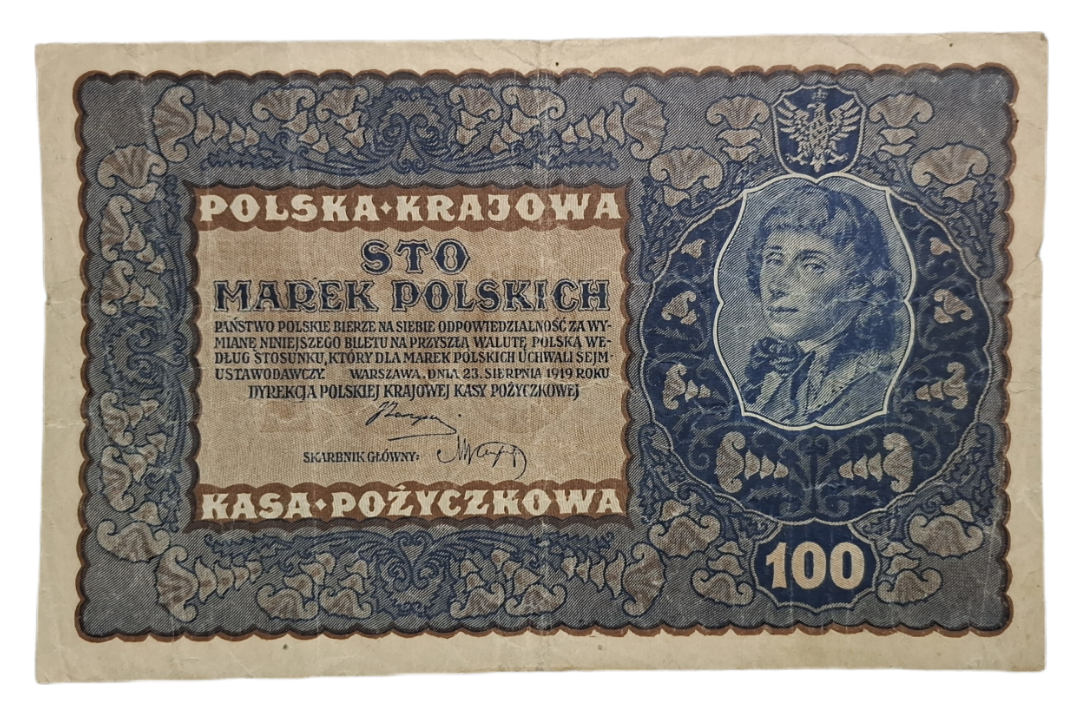 POLSKA·KRAJOWA
STO
MAREK POLSKICH
PAŃSTWO POLSKIE BIERZE NA SIEBIE ODPOWIEDZIALNOŚĆ ZA WY-
MIANĘ NINIEJSZEGO BILETU NA PRZYSZŁĄ WALUTĘ POLSKĄ WE-
DŁUG STOSUNKU, KTÓRY DLA MAREK POLSKICH UCHWALI SEJM
USTAWODAWCZY. WARSZAWA, DNIA 23. SIERPNIA 1919 ROKU
DYREKCJA POLSKIEJ KRAJOWEJ KASY POŻYCZKOWEJ
SKARBNIK GŁÓWNY:
KASA·POŻYCZKOWA
100